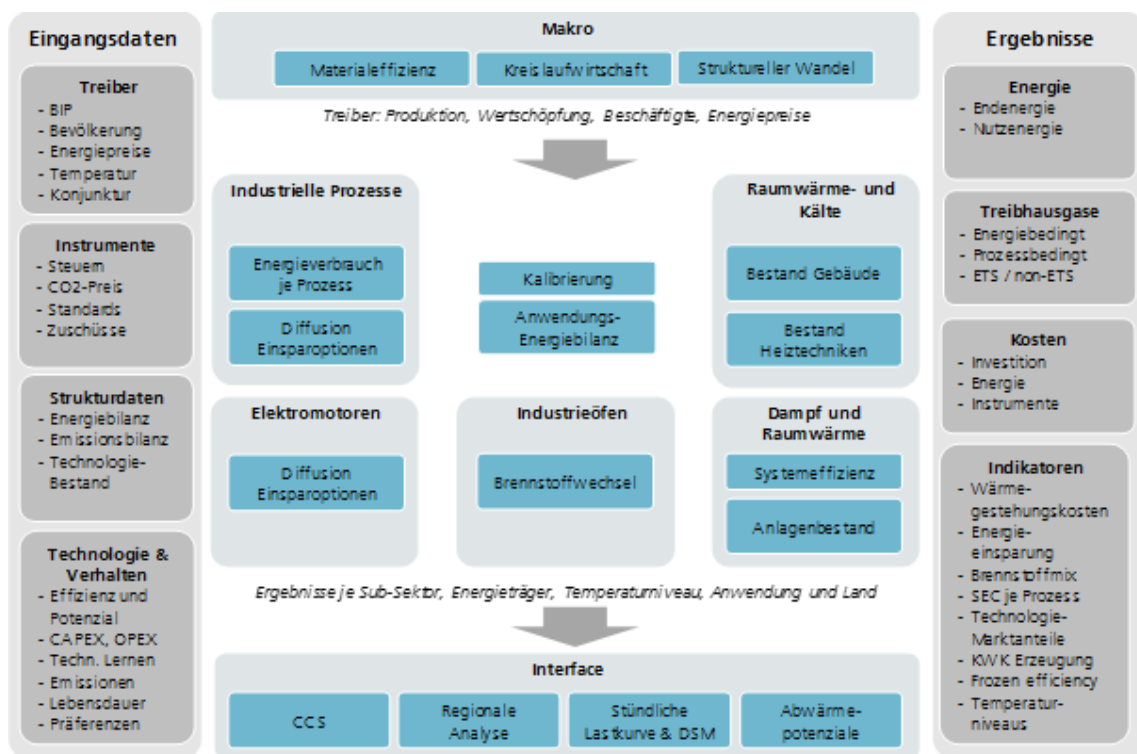 Eingangsdaten
Treiber
- BIP
- Bevölkerung
- Energiepreise
- Temperatur
- Konjunktur
Instrumente
- Steuern
- CO2-Preis
- Standards
- Zuschüsse
Strukturdaten
- Energiebilanz
- Emissionsbilanz
- Technologie-
Bestand
Technologie &
Verhalten
- Effizienz und
Potenzial
- CAPEX, OPEX
- Techn. Lernen
- Emissionen
- Lebensdauer
- Präferenzen
Makro
Materialeffizienz
Kreislaufwirtschaft
Struktureller Wandel
Treiber: Produktion, Wertschöpfung, Beschäftigte, Energiepreise
Industrielle Prozesse
Energieverbrauch
je Prozess
Diffusion
Einsparoptionen
Kalibrierung
Anwendungs-
Energiebilanz
Raumwärme- und
Kälte
Bestand Gebäude
Bestand
Heiztechniken
Elektromotoren
Diffusion
Einsparoptionen
Industrieöfen
Brennstoffwechsel
Dampf und
Raumwärme
Systemeffizienz
Anlagenbestand
Ergebnisse je Sub-Sektor, Energieträger, Temperaturniveau, Anwendung und Land
Interface
CCS
Regionale
Analyse
Stündliche
Lastkurve & DSM
Abwärme-
potenziale
Ergebnisse
Energie
- Endenergie
- Nutzenergie
Treibhausgase
- Energiebedingt
- Prozessbedingt
- ETS / non-ETS
Kosten
- Investition
- Energie
- Instrumente
Indikatoren
- Wärme-
gestehungskosten
- Energie-
einsparung
- Brennstoffmix
- SEC je Prozess
- Technologie-
Marktanteile
- KWK Erzeugung
- Frozen efficiency
- Temperatur-
niveaus